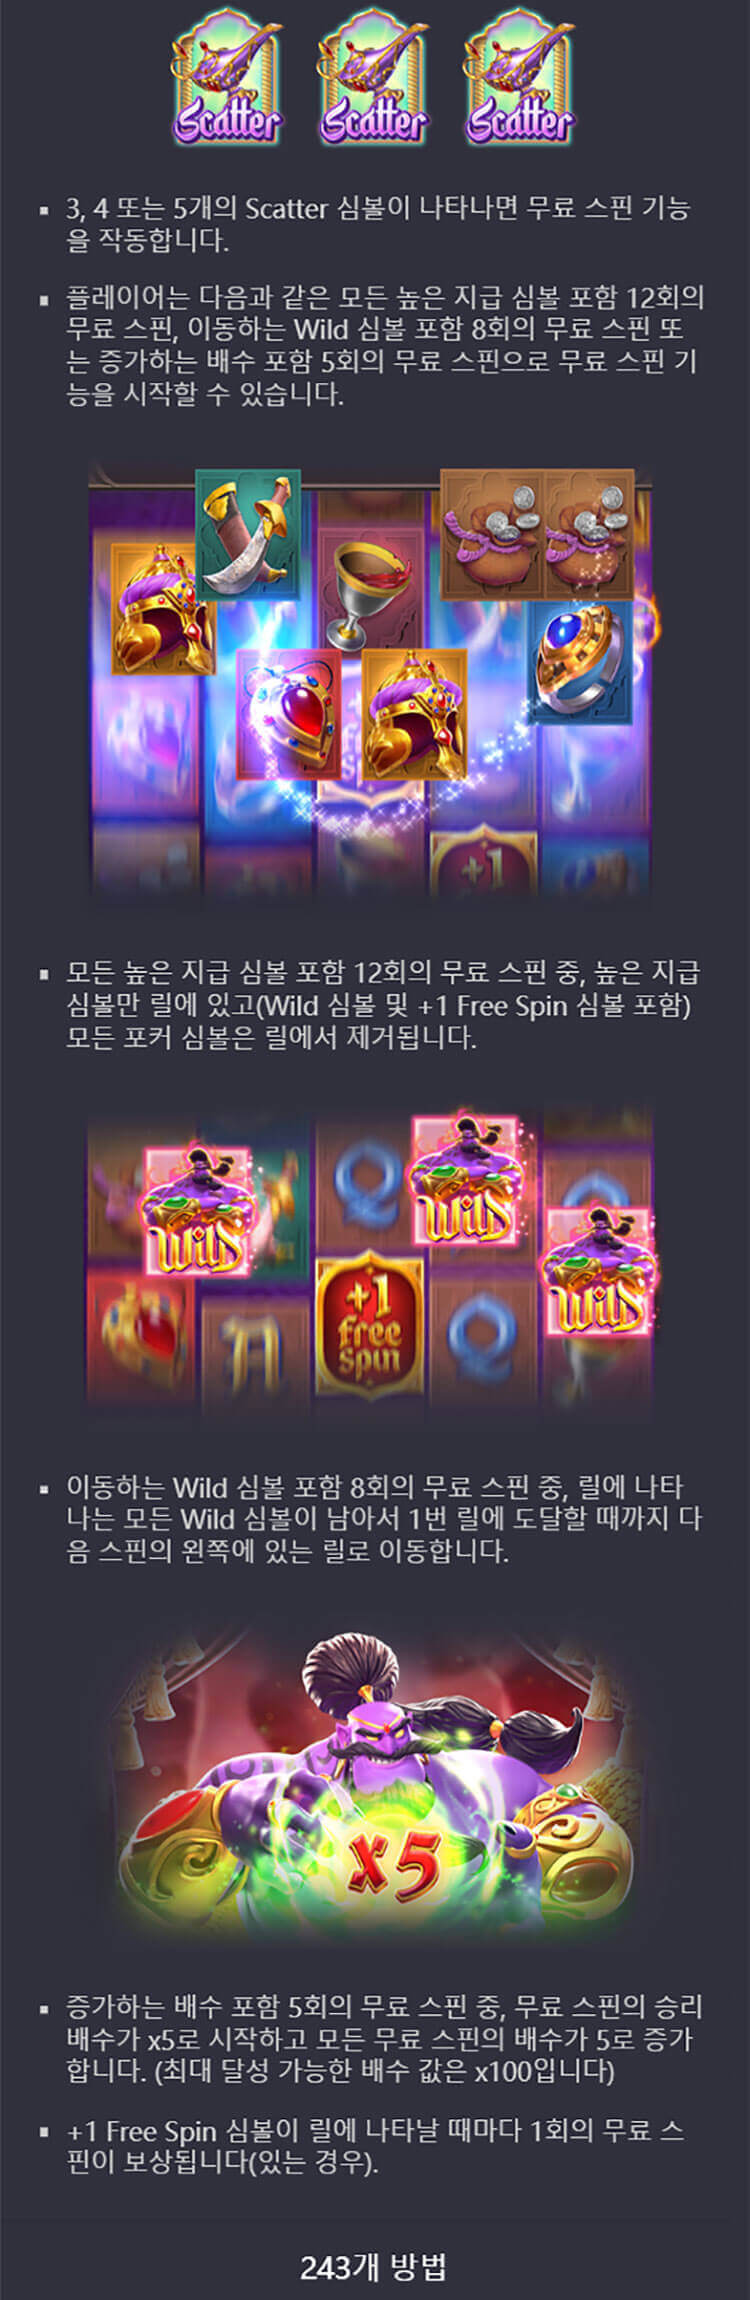 Scatter Scatter Scatter
▪ 3, 4 또는 5개의 Scatter 심볼이 나타나면 무료 스핀 기능
을 작동합니다.
▪ 플레이어는 다음과 같은 모든 높은 지급 심볼 포함 12회의
무료 스핀, 이동하는 Wild 심볼 포함 8회의 무료 스핀 또
는 증가하는 배수 포함 5회의 무료 스핀으로 무료 스핀 기
능을 시작할 수 있습니다.
+1
▪ 모든 높은 지급 심볼 포함 12회의 무료 스핀 중, 높은 지급
심볼만 릴에 있고(Wild 심볼 및 +1 Free Spin 심볼 포함)
모든 포커 심볼은 릴에서 제거됩니다.
Q
Wild
Wild
Wild
+1
free
spin
A
Q
▪ 이동하는 Wild 심볼 포함 8회의 무료 스핀 중, 릴에 나타
나는 모든 Wild 심볼이 남아서 1번 릴에 도달할 때까지 다
음 스핀의 왼쪽에 있는 릴로 이동합니다.
x5
▪ 증가하는 배수 포함 5회의 무료 스핀 중, 무료 스핀의 승리
배수가 x5로 시작하고 모든 무료 스핀의 배수가 5로 증가
합니다. (최대 달성 가능한 배수 값은 x100입니다)
▪ +1 Free Spin 심볼이 릴에 나타날 때마다 1회의 무료 스
핀이 보상됩니다(있는 경우).
243개 방법